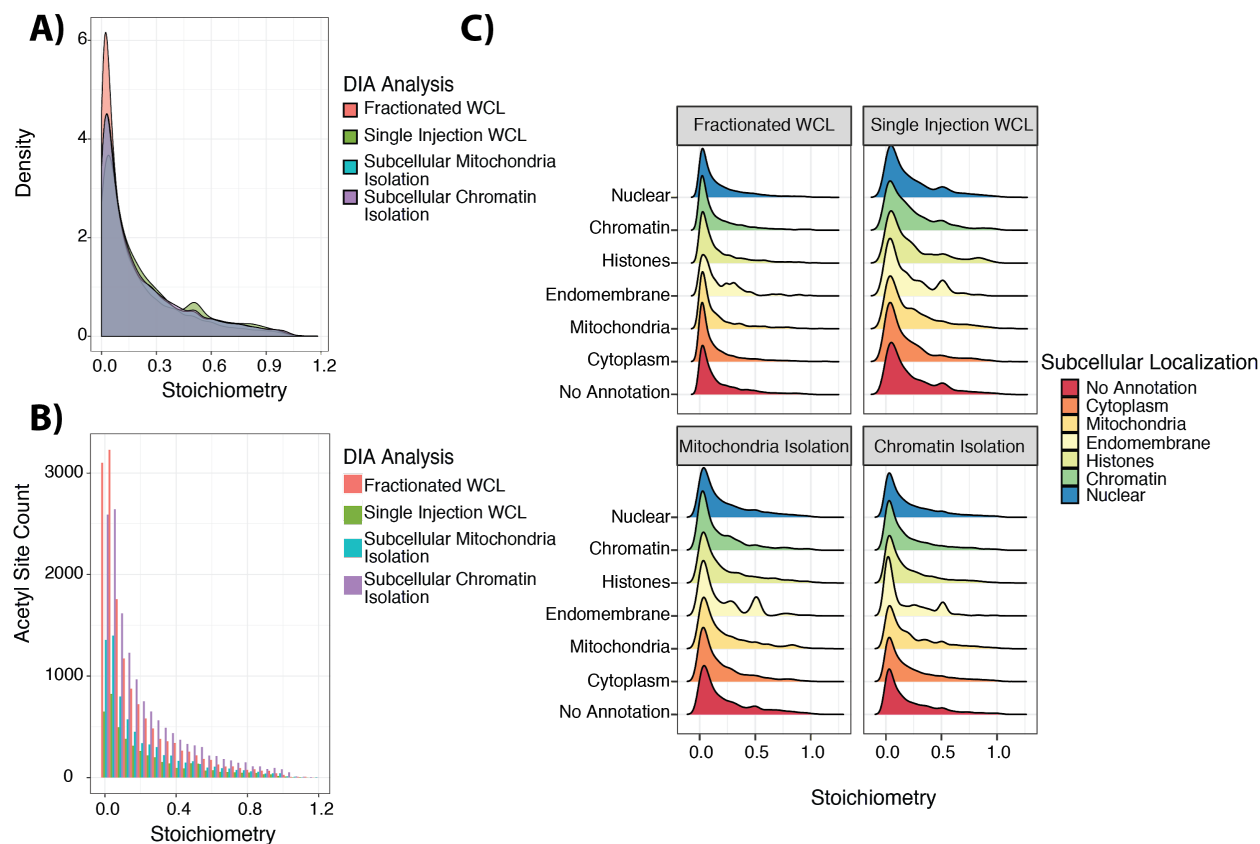 A)
6
4
2
0
Density
0.0 0.3 0.6 0.9 1.2
Stoichiometry
DIA Analysis
Fractionated WCL
Single Injection WCL
Subcellular Mitochondria
Isolation
Subcellular Chromatin
Isolation
B)
3000
2000
1000
0
Acetyl Site Count
0.0 0.4 0.8 1.2
Stoichiometry
DIA Analysis
Fractionated WCL
Single Injection WCL
Subcellular Mitochondria
Isolation
Subcellular Chromatin
Isolation
C)
Fractionated WCL
Single Injection WCL
Nuclear
Chromatin
Histones
Endomembrane
Mitochondria
Cytoplasm
No Annotation
Mitochondria Isolation
Chromatin Isolation
Nuclear
Chromatin
Histones
Endomembrane
Mitochondria
Cytoplasm
No Annotation
0.0 0.5 1.0
0.0 0.5 1.0
Stoichiometry
Subcellular Localization
No Annotation
Cytoplasm
Mitochondria
Endomembrane
Histones
Chromatin
Nuclear